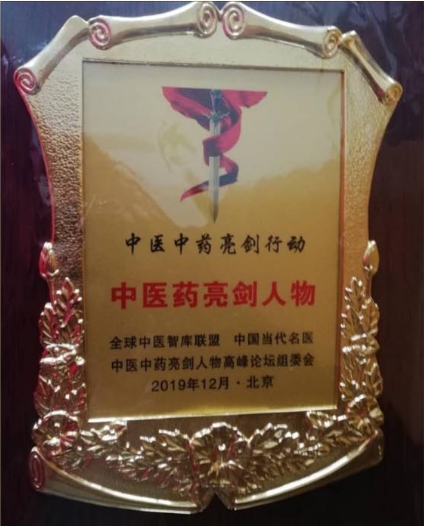 中医中药亮剑行动
中医药亮剑人物
全球中医智库联盟 中国当代名医
中医中药亮剑人物高峰论坛组委会
2019年12月·北京